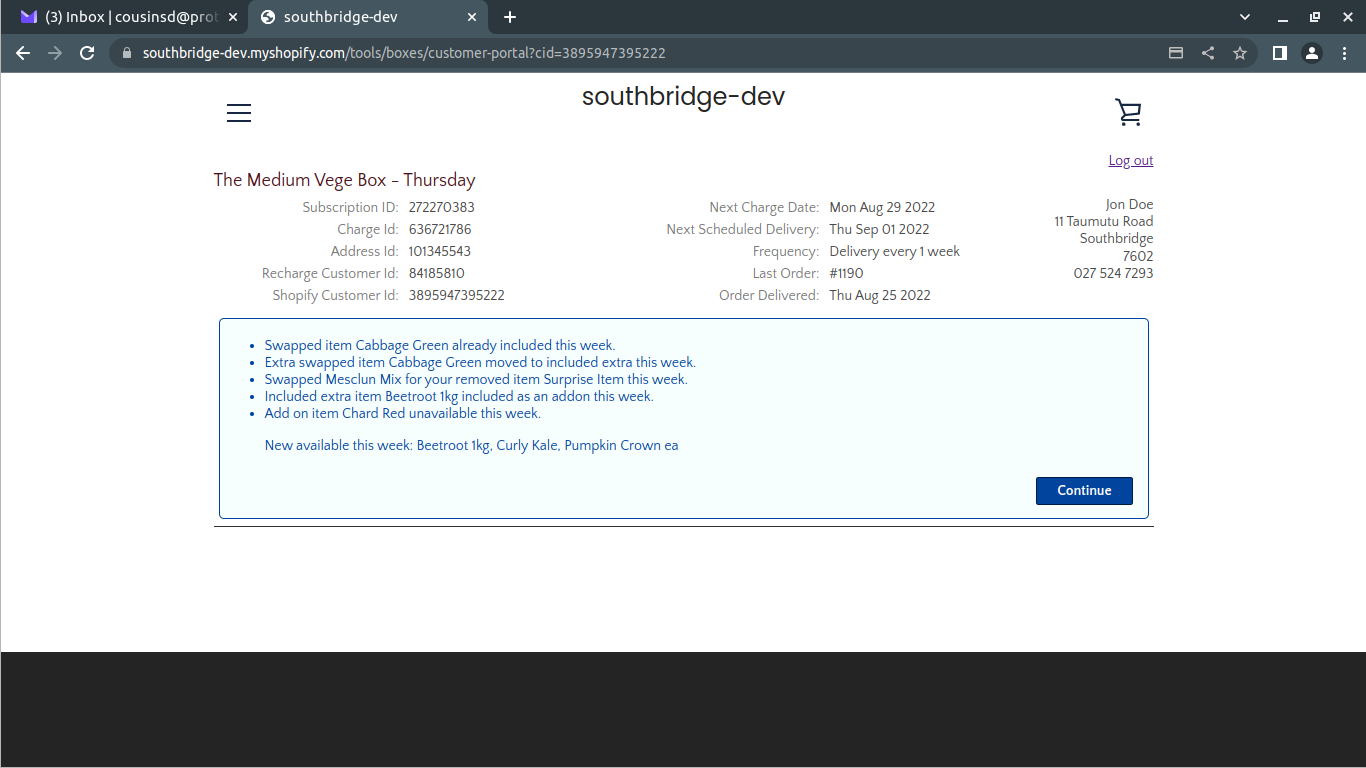 (3) Inbox | cousinsd@prot
southbridge-dev
southbridge-dev.myshopify.com/tools/boxes/customer-portal?cid=3895947395222
southbridge-dev
Log out
The Medium Vege Box - Thursday
Subscription ID: 272270383
Charge Id: 636721786
Address Id: 101345543
Recharge Customer Id: 84185810
Shopify Customer Id: 3895947395222
Next Charge Date: Mon Aug 29 2022
Next Scheduled Delivery: Thu Sep 01 2022
Frequency: Delivery every 1 week
Last Order: #1190
Order Delivered: Thu Aug 25 2022
Jon Doe
11 Taumutu Road
Southbridge
7602
027 524 7293
• Swapped item Cabbage Green already included this week.
• Extra swapped item Cabbage Green moved to included extra this week.
• Swapped Mesclun Mix for your removed item Surprise Item this week.
• Included extra item Beetroot 1kg included as an addon this week.
• Add on item Chard Red unavailable this week.
New available this week: Beetroot 1kg, Curly Kale, Pumpkin Crown ea
Continue